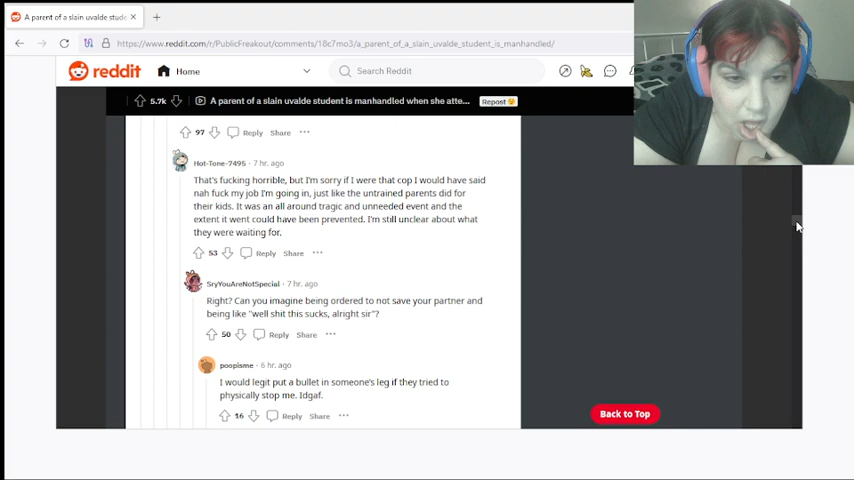 A parent of a slain uvalde stude
https://www.reddit.com/r/PublicFreakout/comments/18c7mo3/a_parent_of_a_slain_uvalde_student_is_manhandled/
reddit
Home
Search Reddit
5.7k
A parent of a slain uvalde student is manhandled when she atte...
Repost
97 Reply Share
Hot-Tone-7495 · 7 hr. ago
That's fucking horrible, but I'm sorry if I were that cop I would have said
nah fuck my job I'm going in, just like the untrained parents did for
their kids. It was an all around tragic and unneeded event and the
extent it went could have been prevented. I'm still unclear about what
they were waiting for.
53 Reply Share
SryYouAreNotSpecial · 7 hr. ago
Right? Can you imagine being ordered to not save your partner and
being like "well shit this sucks, alright sir"?
50 Reply Share
poopisme · 6 hr. ago
I would legit put a bullet in someone's leg if they tried to
physically stop me. Idgaf.
16 Reply Share
Back to Top